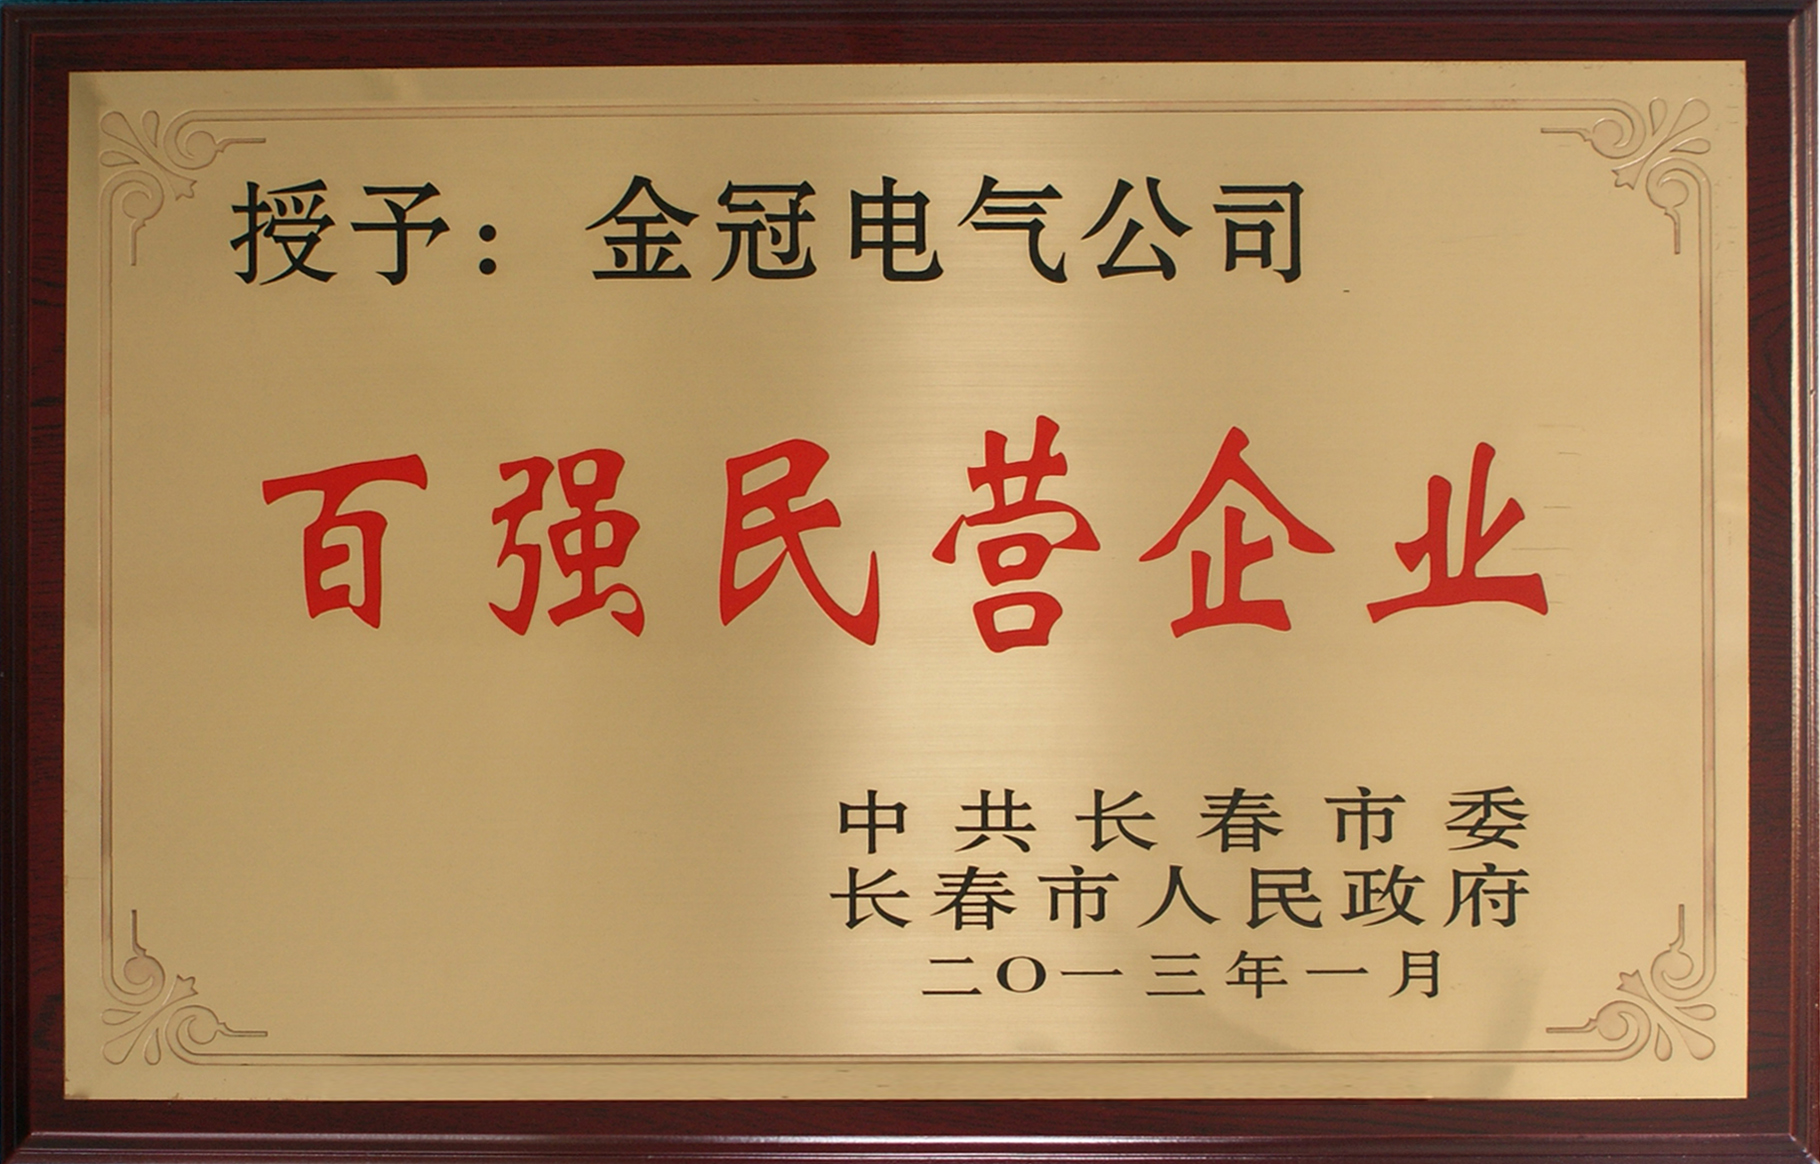 授予：金冠电气公司
百强民营企业
中共长春市委
长春市人民政府
二〇一三年一月